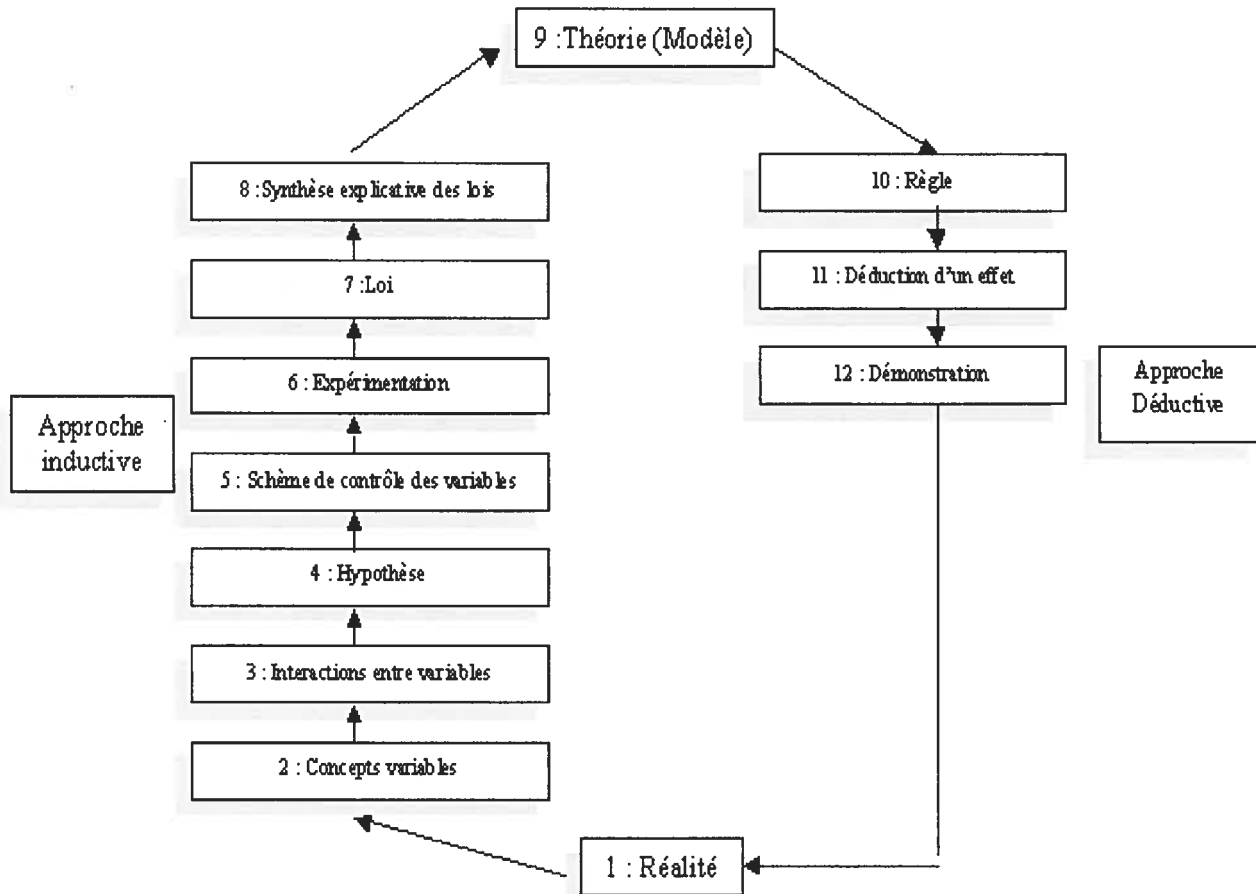 9 :Théorie (Modèle)
8 :Synthèse explicative des lois
10 : Règle
7 :Loi
11 : Déduction d'un effet
6 : Expérimentation
12 : Démonstration
Approche
Déductive
Approche
inductive
5 : Schème de contrôle des variables
4 : Hypothèse
3 : Interactions entre variables
2 : Concepts variables
1 : Réalité